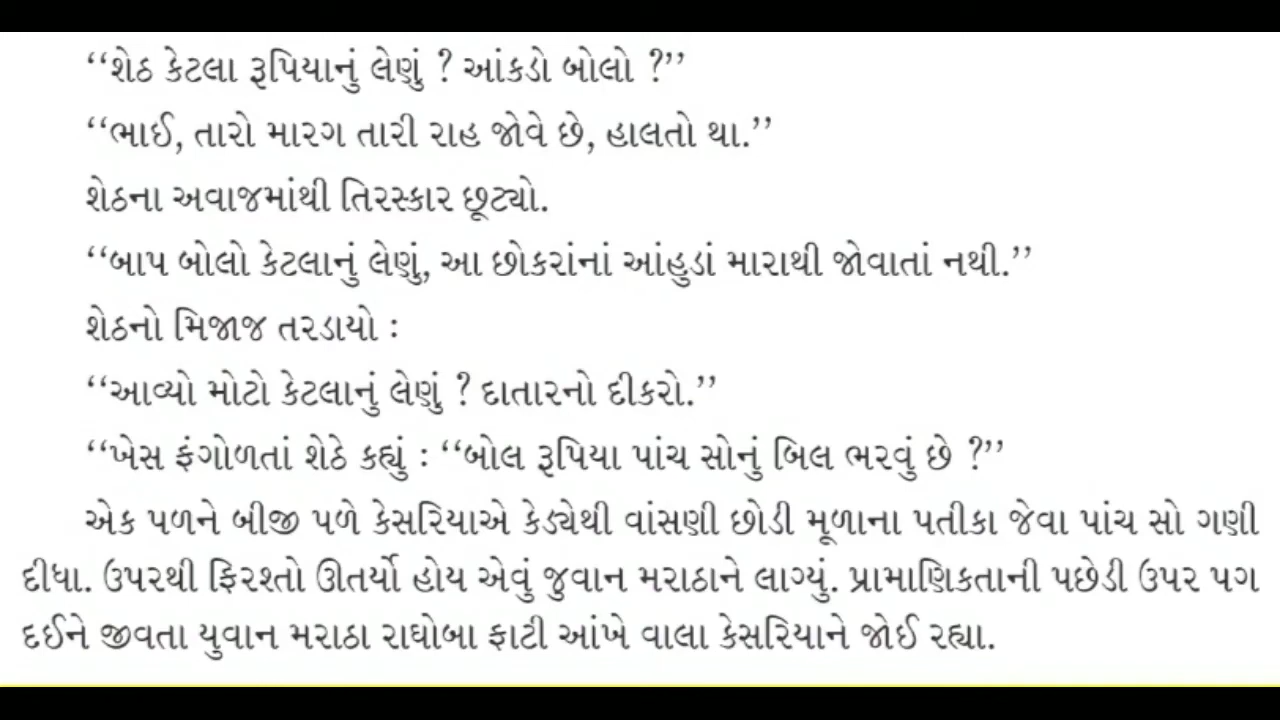 ‘‘શેઠ કેટલા રૂપિયાનું લેણું ? આંકડો બોલો ?’’
‘‘ભાઈ, તારો મારગ તારી રાહ જોવે છે, હાલતો થા.’’
શેઠના અવાજમાંથી તિરસ્કાર છૂટ્યો.
‘‘બાપ બોલો કેટલાનું લેણું, આ છોકરાંનાં આંહુડાં મારાથી જોવાતાં નથી.’’
શેઠનો મિજાજ તરડાયો :
‘‘આવ્યો મોટો કેટલાનું લેણું ? દાતારનો દીકરો.’’
‘‘ખેસ ફંગોળતાં શેઠે કહ્યું : ‘‘બોલ રૂપિયા પાંચ સોનું બિલ ભરવું છે ?’’
એક પળને બીજી પળે કેસરિયાએ કેડ્યેથી વાંસણી છોડી મૂળાના પતીકા જેવા પાંચ સો ગણી
દીધા. ઉપરથી ફિરશ્તો ઊતર્યો હોય એવું જુવાન મરાઠાને લાગ્યું. પ્રામાણિકતાની પછેડી ઉપર પગ
દઈને જીવતા યુવાન મરાઠા રાઘોબા ફાટી આંખે વાલા કેસરિયાને જોઈ રહ્યા.